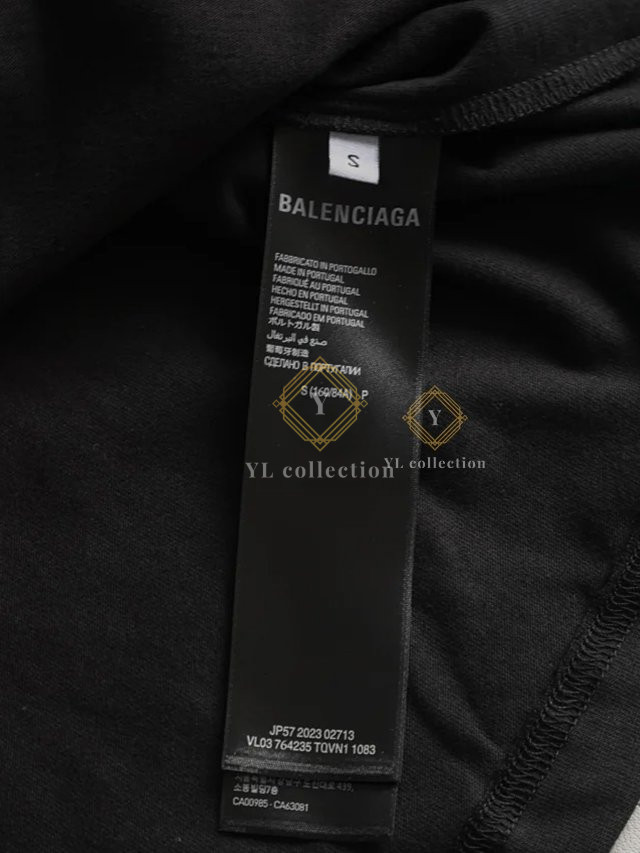 S
BALENCIAGA
FABBRICATO IN PORTOGALLO
MADE IN PORTUGAL
FABRIQUÉ AU PORTUGAL
HECHO EN PORTUGAL
HERGESTELLT IN PORTUGAL
FABRICADO EM PORTUGAL
ポルトガル製
صنع في البرتغال
葡萄牙制造
СДЕЛАНО В ПОРТУГАЛИИ
S (160/84A) P
Y
YL collection
Y
YL collection
JP57 2023 02713
VL03 764235 TQVN1 1083
CA00985 - CA63081